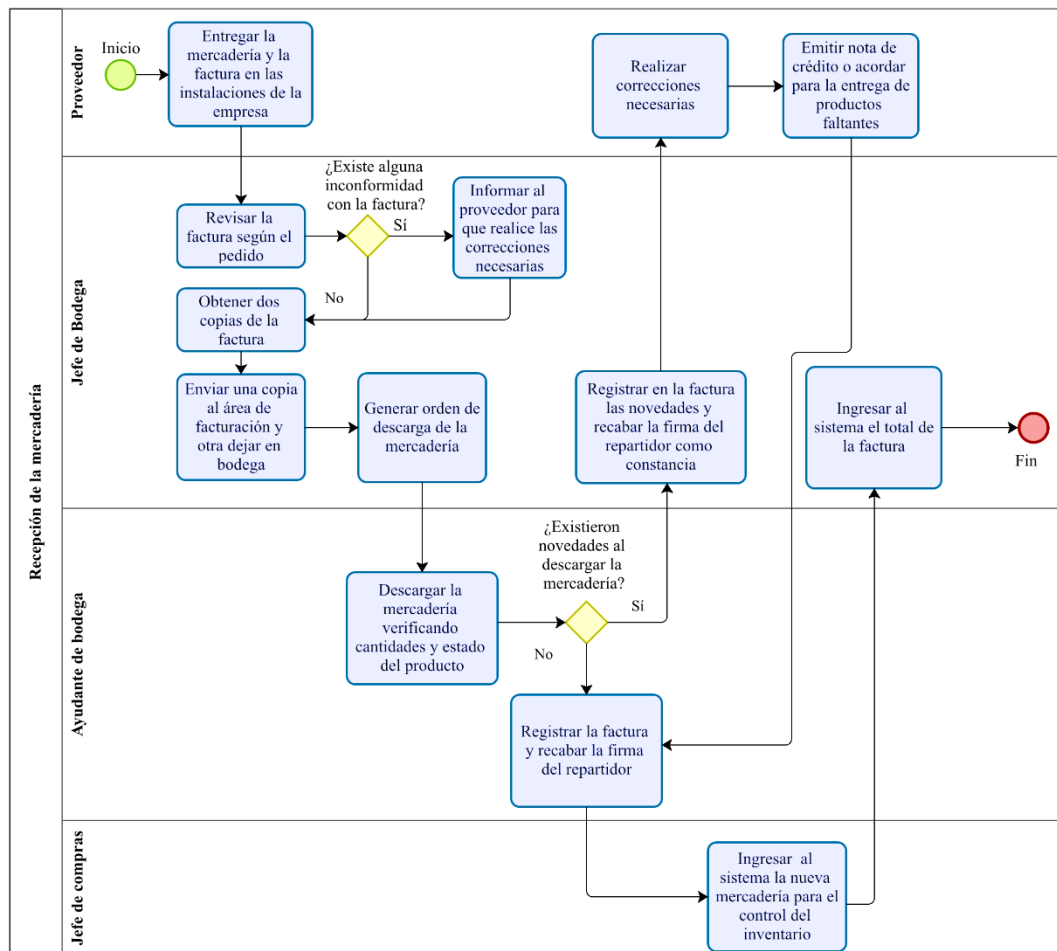 Recepción de la mercadería
Proveedor
Inicio
Entregar la
mercadería y la
factura en las
instalaciones de la
empresa
Realizar
correcciones
necesarias
Emitir nota de
crédito o acordar
para la entrega de
productos
faltantes
Jefe de Bodega
Revisar la
factura según el
pedido
¿Existe alguna
inconformidad
con la factura?
Sí
No
Informar al
proveedor para
que realice las
correcciones
necesarias
Obtener dos
copias de la
factura
Enviar una copia
al área de
facturación y
otra dejar en
bodega
Generar orden de
descarga de la
mercadería
Registrar en la factura
las novedades y
recabar la firma del
repartidor como
constancia
Ingresar al
sistema el total de
la factura
Fin
Ayudante de bodega
Descargar la
mercadería
verificando
cantidades y estado
del producto
¿Existieron
novedades al
descargar la
mercadería?
Sí
No
Registrar la factura
y recabar la firma
del repartidor
Jefe de compras
Ingresar al
sistema la nueva
mercadería para el
control del
inventario